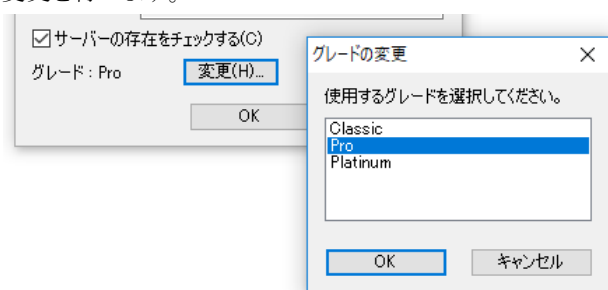 サーバーの存在をチェックする(C)
グレード : Pro
変更(H)...
OK
グレードの変更
使用するグレードを選択してください。
Classic
Pro
Platinum
OK
キャンセル